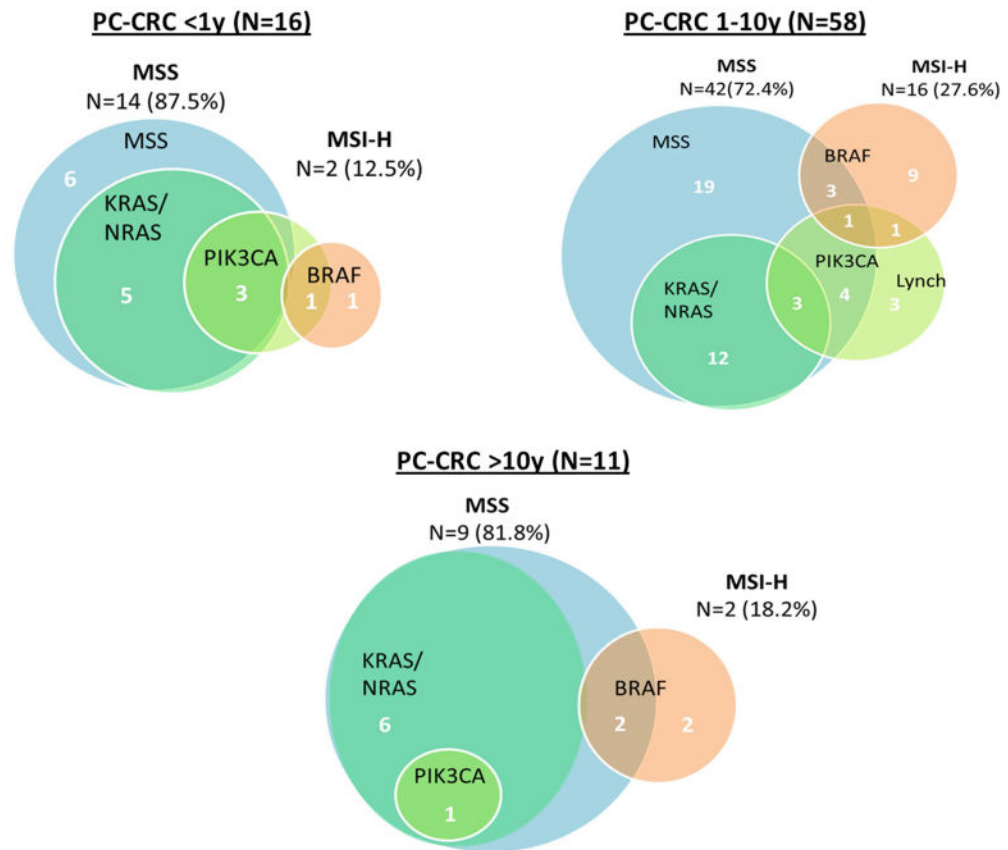 PC-CRC <1y (N=16)
MSS
N=14 (87.5%)
MSI-H
N=2 (12.5%)
MSS
6
KRAS/
NRAS
PIK3CA
BRAF
5
3
1
1
PC-CRC 1-10y (N=58)
MSS
N=42(72.4%)
MSI-H
N=16 (27.6%)
MSS
BRAF
19
3
9
1
1
PIK3CA
Lynch
KRAS/
NRAS
3
4
3
12
PC-CRC >10y (N=11)
MSS
N=9 (81.8%)
MSI-H
N=2 (18.2%)
KRAS/
NRAS
BRAF
6
2
2
PIK3CA
1